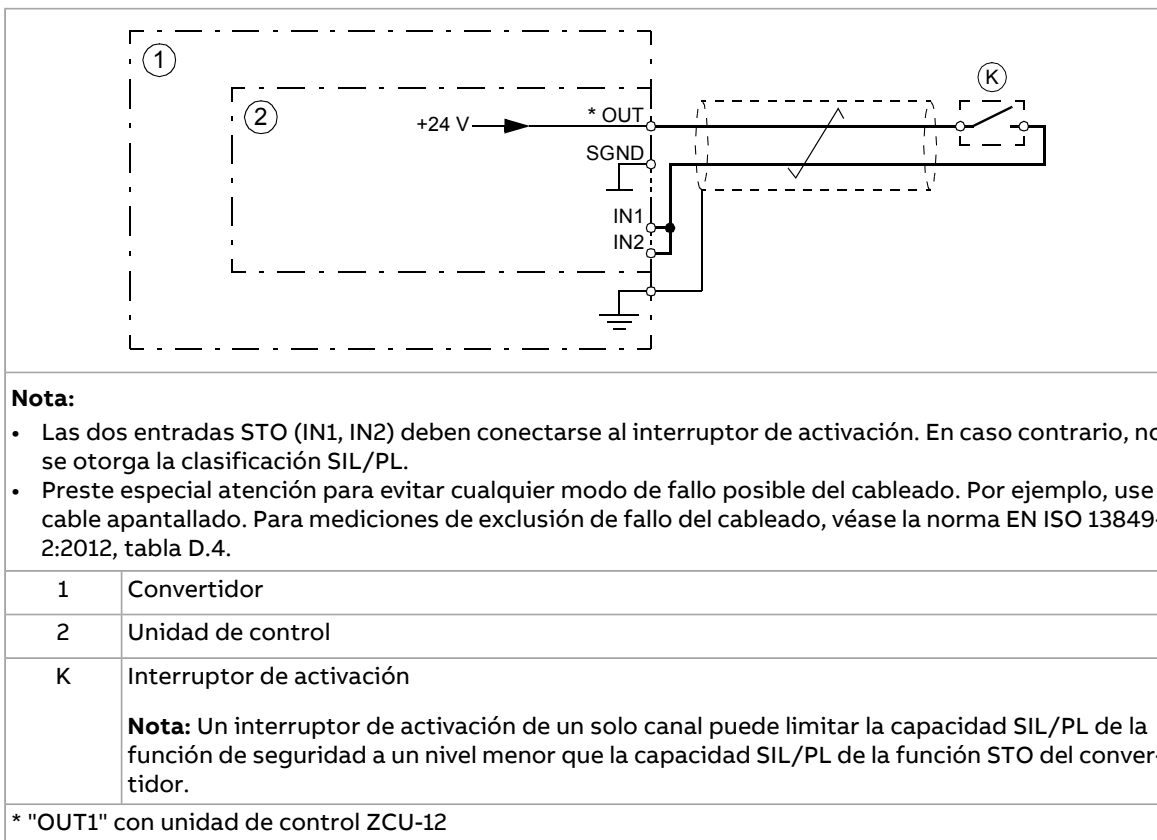 1
K
2
* OUT
+24 V
SGND
IN1
IN2
Nota:
• Las dos entradas STO (IN1, IN2) deben conectarse al interruptor de activación. En caso contrario, no
se otorga la clasificación SIL/PL.
• Preste especial atención para evitar cualquier modo de fallo posible del cableado. Por ejemplo, use
cable apantallado. Para mediciones de exclusión de fallo del cableado, véase la norma EN ISO 13849-
2:2012, tabla D.4.
1 Convertidor
2 Unidad de control
K Interruptor de activación
Nota: Un interruptor de activación de un solo canal puede limitar la capacidad SIL/PL de la
función de seguridad a un nivel menor que la capacidad SIL/PL de la función STO del conver-
tidor.
* "OUT1" con unidad de control ZCU-12